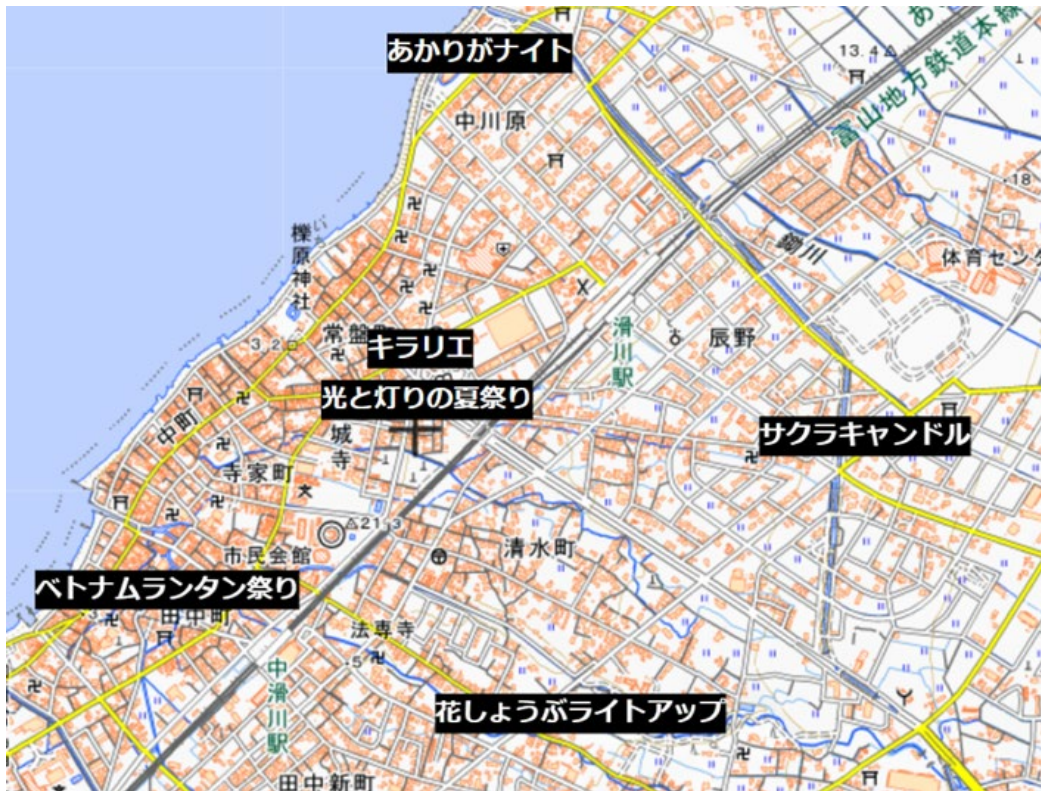 あかりがナイト
13.4
あ
富山地方鉄道本線
中川原
18
鋤川
体育センタ
櫟原神社
い
滑川駅
辰野
3.2
常盤町
キラリエ
光と灯りの夏祭り
サクラキャンドル
中町
城寺
寺家町
21.3
市民会館
清水町
ベトナムランタン祭り
田中町
法専寺
5
中滑川駅
花しょうぶライトアップ
田中新町